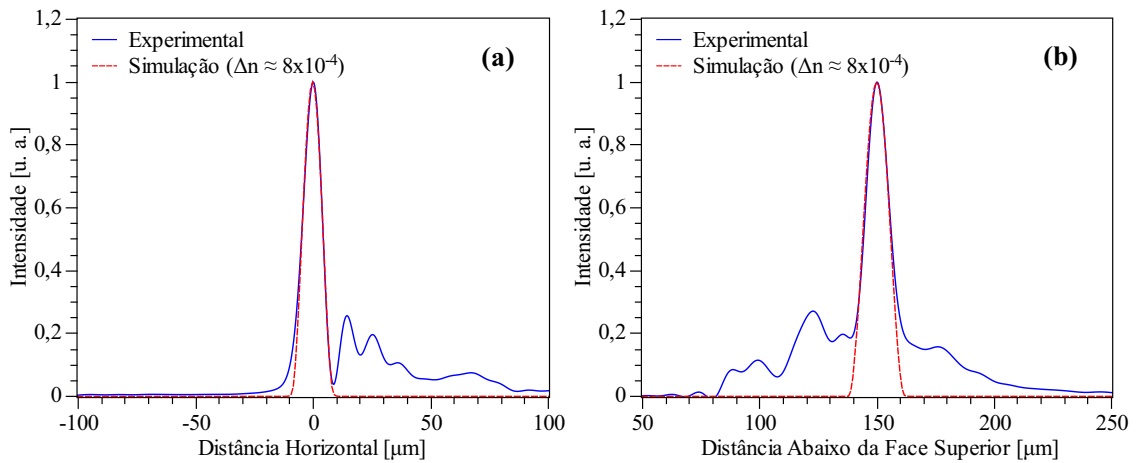 1,2
1
0,8
0,6
0,4
0,2
0
Intensidade [u. a.]
Experimental
Simulação (Δn ≈ 8x10⁻⁴)
(a)
-100
-50
0
50
100
Distância Horizontal [μm]
1,2
1
0,8
0,6
0,4
0,2
0
Intensidade [u. a.]
Experimental
Simulação (Δn ≈ 8x10⁻⁴)
(b)
50
100
150
200
250
Distância Abaixo da Face Superior [μm]